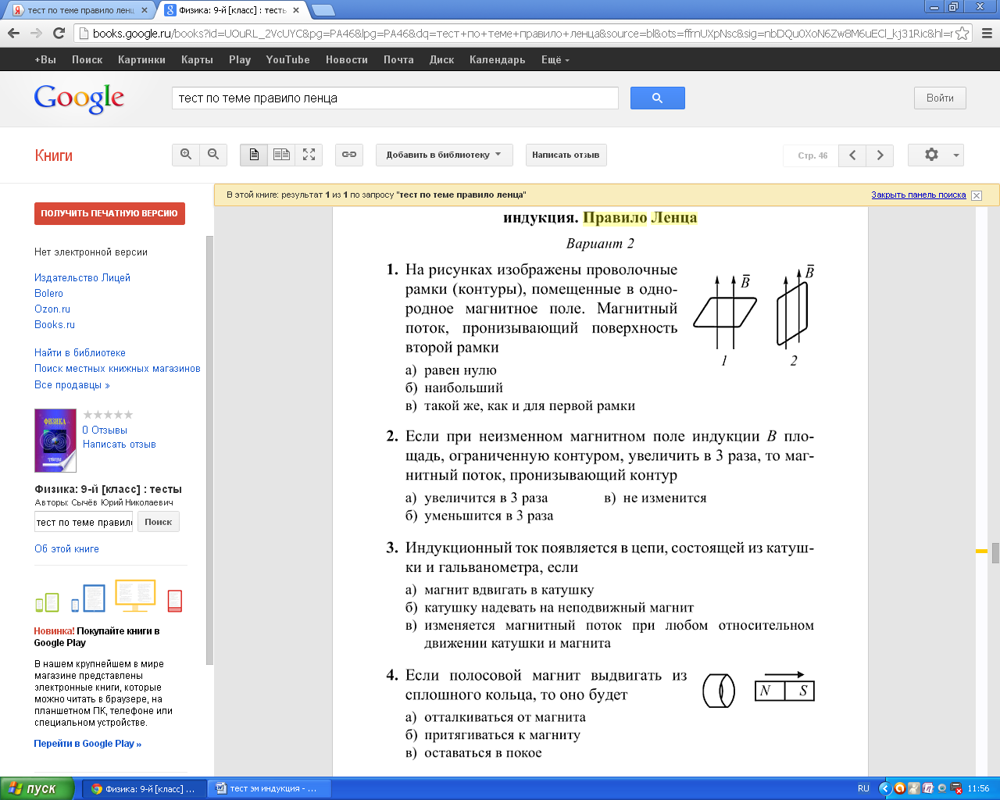 тест по теме правило ленц
Физика: 9-й [класс] : тесть
books.google.ru/books?id=UOuRL_2VcUYC&pg=PA46&lpg=PA46&dq=тест+по+теме+правило+ленца&source=bl&ots=ffrnUXpNsc&sig=nbDQu0XoN6Zw8M6uECl_kj31Ric&hl=r
+Вы Поиск Картинки Карты Play YouTube Новости Почта Диск Календарь Ещё
Google
тест по теме правило ленца
Войти
Книги
Добавить в библиотеку
Написать отзыв
Стр. 46
ПОЛУЧИТЬ ПЕЧАТНУЮ ВЕРСИЮ
Нет электронной версии
Издательство Лицей
Bolero
Ozon.ru
Books.ru
Найти в библиотеке
Поиск местных книжных магазинов
Все продавцы »
ФИЗИКА
0 Отзывы
Написать отзыв
Физика: 9-й [класс] : тесты
Авторы: Сычёв Юрий Николаевич
тест по теме правил
Поиск
Об этой книге
Новинка! Покупайте книги в
Google Play
В нашем крупнейшем в мире
магазине представлены
электронные книги, которые
можно читать в браузере, на
планшетном ПК, телефоне или
специальном устройстве.
Перейти в Google Play »
В этой книге: результат 1 из 1 по запросу "тест по теме правило ленца"
Закрыть панель поиска
индукция. Правило Ленца
Вариант 2
1. На рисунках изображены проволочные
рамки (контуры), помещенные в одно-
родное магнитное поле. Магнитный
поток, пронизывающий поверхность
второй рамки
а) равен нулю
б) наибольший
в) такой же, как и для первой рамки
B̅
B̅
1
2
2. Если при неизменном магнитном поле индукции B пло-
щадь, ограниченную контуром, увеличить в 3 раза, то маг-
нитный поток, пронизывающий контур
а) увеличится в 3 раза в) не изменится
б) уменьшится в 3 раза
3. Индукционный ток появляется в цепи, состоящей из катуш-
ки и гальванометра, если
а) магнит вдвигать в катушку
б) катушку надевать на неподвижный магнит
в) изменяется магнитный поток при любом относительном
движении катушки и магнита
4. Если полосовой магнит выдвигать из
сплошного кольца, то оно будет
а) отталкиваться от магнита
б) притягиваться к магниту
в) оставаться в покое
N S
пуск
Физика: 9-й [класс] ...
тест эм индукция - ...
RU
11:56